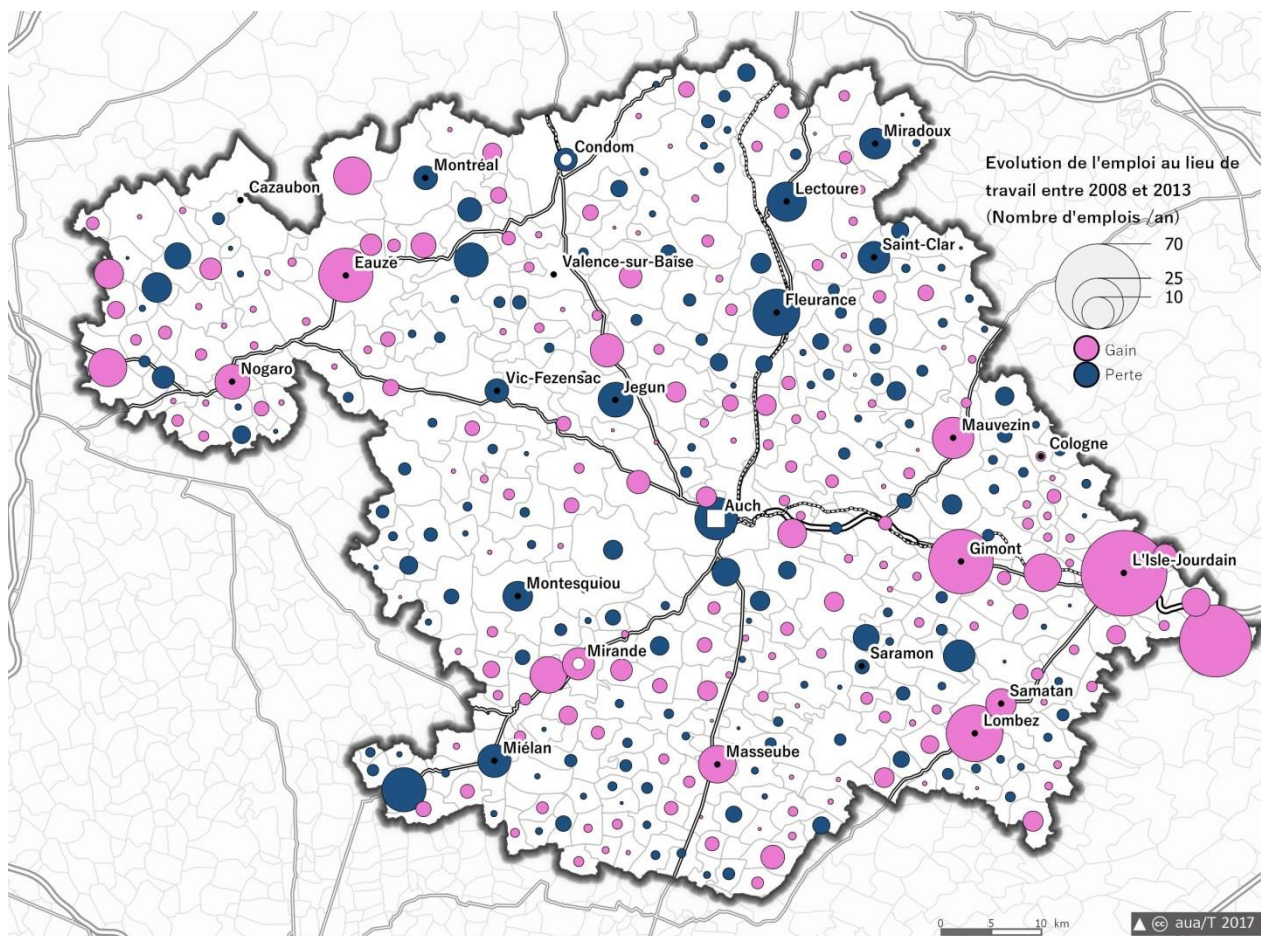 Condom
Miradoux
Montréal
Cazaubon
Lectoure
Evolution de l'emploi au lieu de
travail entre 2008 et 2013
(Nombre d'emplois /an)
70
25
10
Gain
Perte
Saint-Clar
Eauze
Valence-sur-Baïse
Fleurance
Nogaro
Vic-Fezensac
Jegun
Mauvezin
Cologne
Auch
Gimont
L'Isle-Jourdain
Montesquiou
Mirande
Saramon
Samatan
Lombez
Miélan
Masseube
0 5 10 km
cc aua/T 2017